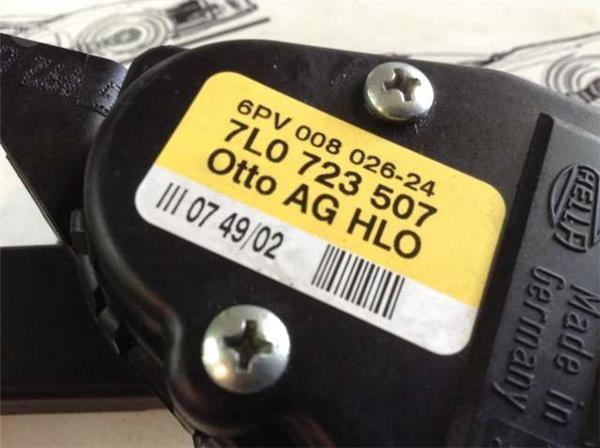 6PV 008 026-24
7L0 723 507
Otto AG HLO
III 07 49/02
HELLA
Made in
Germany